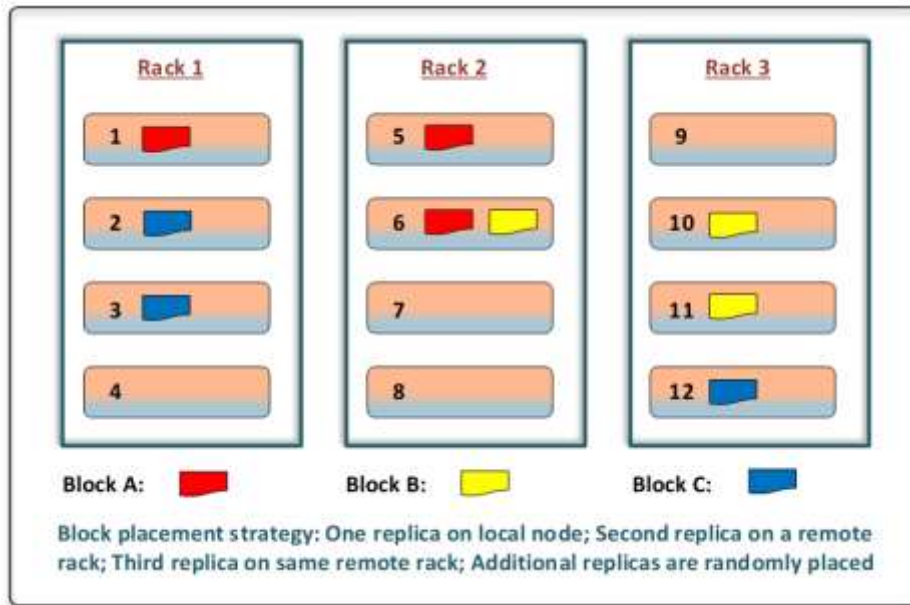 Rack 1 Rack 2 Rack 3
1 5 9
2 6 10
3 7 11
4 8 12
Block A: Block B: Block C:
Block placement strategy: One replica on local node; Second replica on a remote
rack; Third replica on same remote rack; Additional replicas are randomly placed